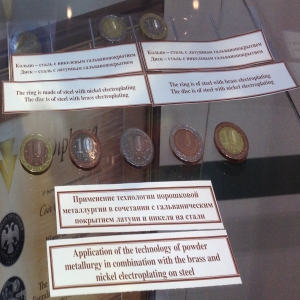 Кольцо – сталь с никелевым гальванопокрытием
Диск – сталь с латунным гальванопокрытием
Кольцо – сталь с латунным гальванопокрытием
Диск – сталь с никелевым гальванопокрытием
The ring is made of steel with nickel electroplating
The disc is of steel with brass electroplating
The ring is of steel with brass electroplating
The disc is of steel with nickel electroplating
Diploma
10
10
10
Применение технологии порошковой
металлургии в сочетании с гальваническим
покрытием латуни и никеля на стали
Application of the technology of powder
metallurgy in combination with the brass and
nickel electroplating on steel